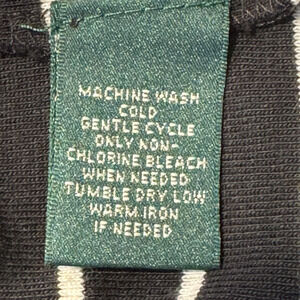 MACHINE WASH
COLD
GENTLE CYCLE
ONLY NON-
CHLORINE BLEACH
WHEN NEEDED
TUMBLE DRY LOW
WARM IRON
IF NEEDED